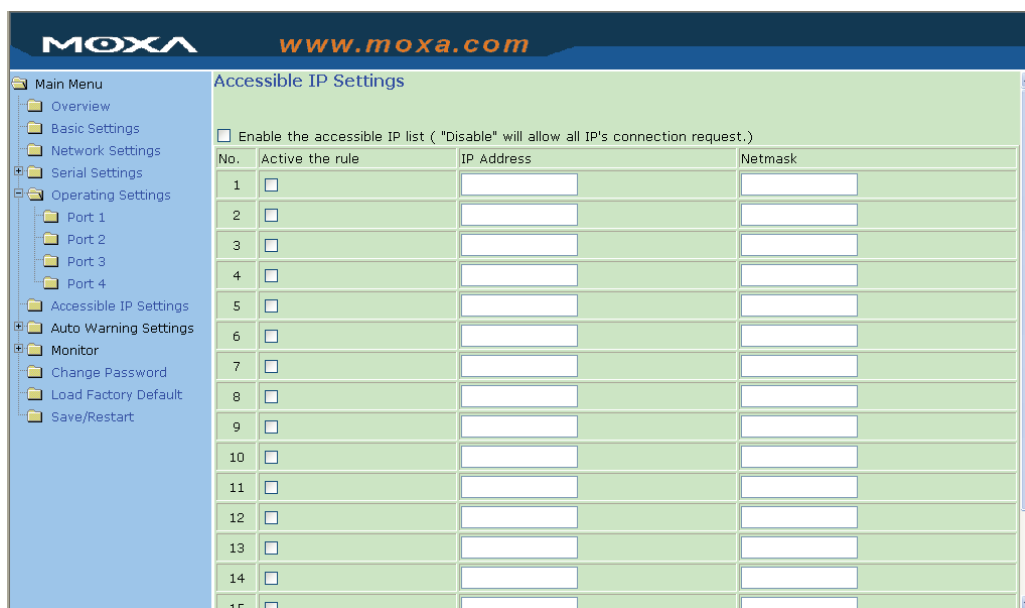 MOXA www.moxa.com
Main Menu
Overview
Basic Settings
Network Settings
Serial Settings
Operating Settings
Port 1
Port 2
Port 3
Port 4
Accessible IP Settings
Auto Warning Settings
Monitor
Change Password
Load Factory Default
Save/Restart
Accessible IP Settings
Enable the accessible IP list ( "Disable" will allow all IP's connection request.)
No. Active the rule IP Address Netmask
1
2
3
4
5
6
7
8
9
10
11
12
13
14
15